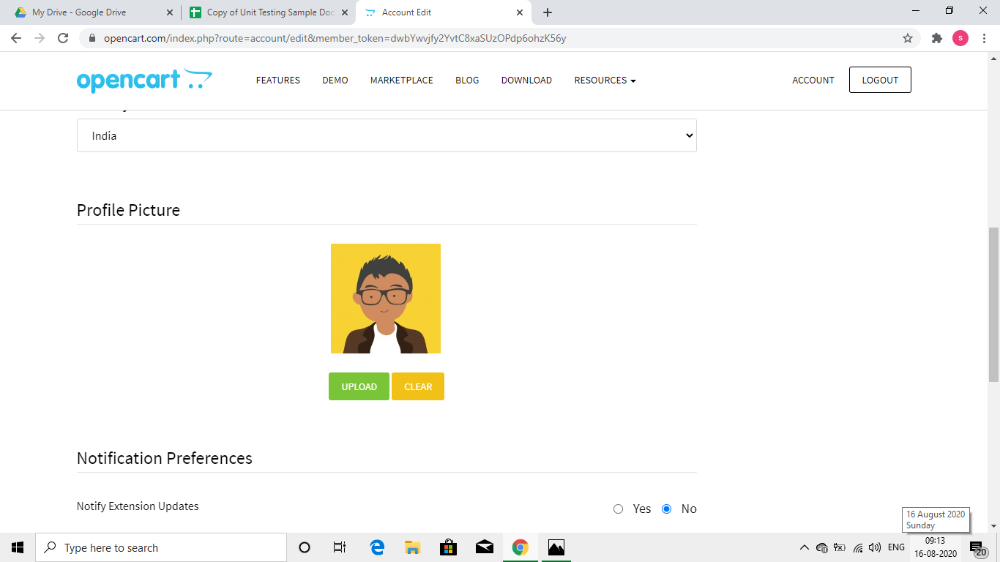 My Drive - Google Drive
Copy of Unit Testing Sample Doc
Account Edit
opencart.com/index.php?route=account/edit&member_token=dwbYwvjfy2YvtC8xaSUzOPdp6ohzK56y
s
opencart
FEATURES
DEMO
MARKETPLACE
BLOG
DOWNLOAD
RESOURCES
ACCOUNT
LOGOUT
India
Profile Picture
UPLOAD
CLEAR
Notification Preferences
Notify Extension Updates
Yes
No
16 August 2020
Sunday
Type here to search
ENG
09:13
16-08-2020
20